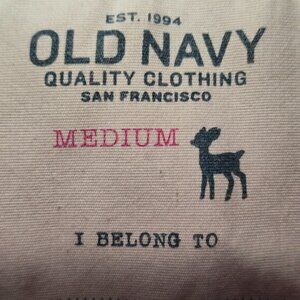 EST. 1994
OLD NAVY
QUALITY CLOTHING
SAN FRANCISCO
MEDIUM
I BELONG TO